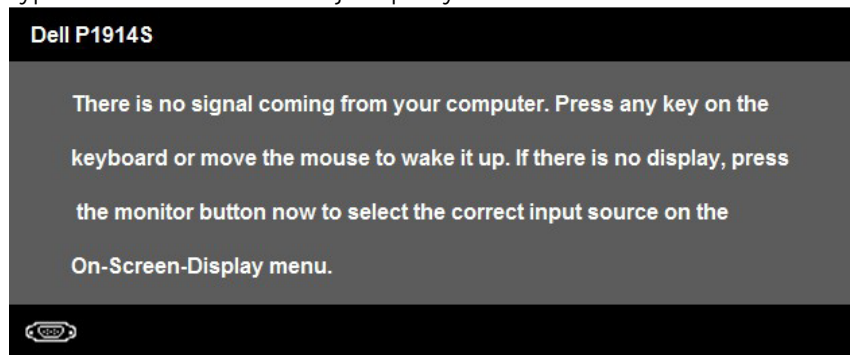 Dell P1914S
There is no signal coming from your computer. Press any key on the
keyboard or move the mouse to wake it up. If there is no display, press
the monitor button now to select the correct input source on the
On-Screen-Display menu.